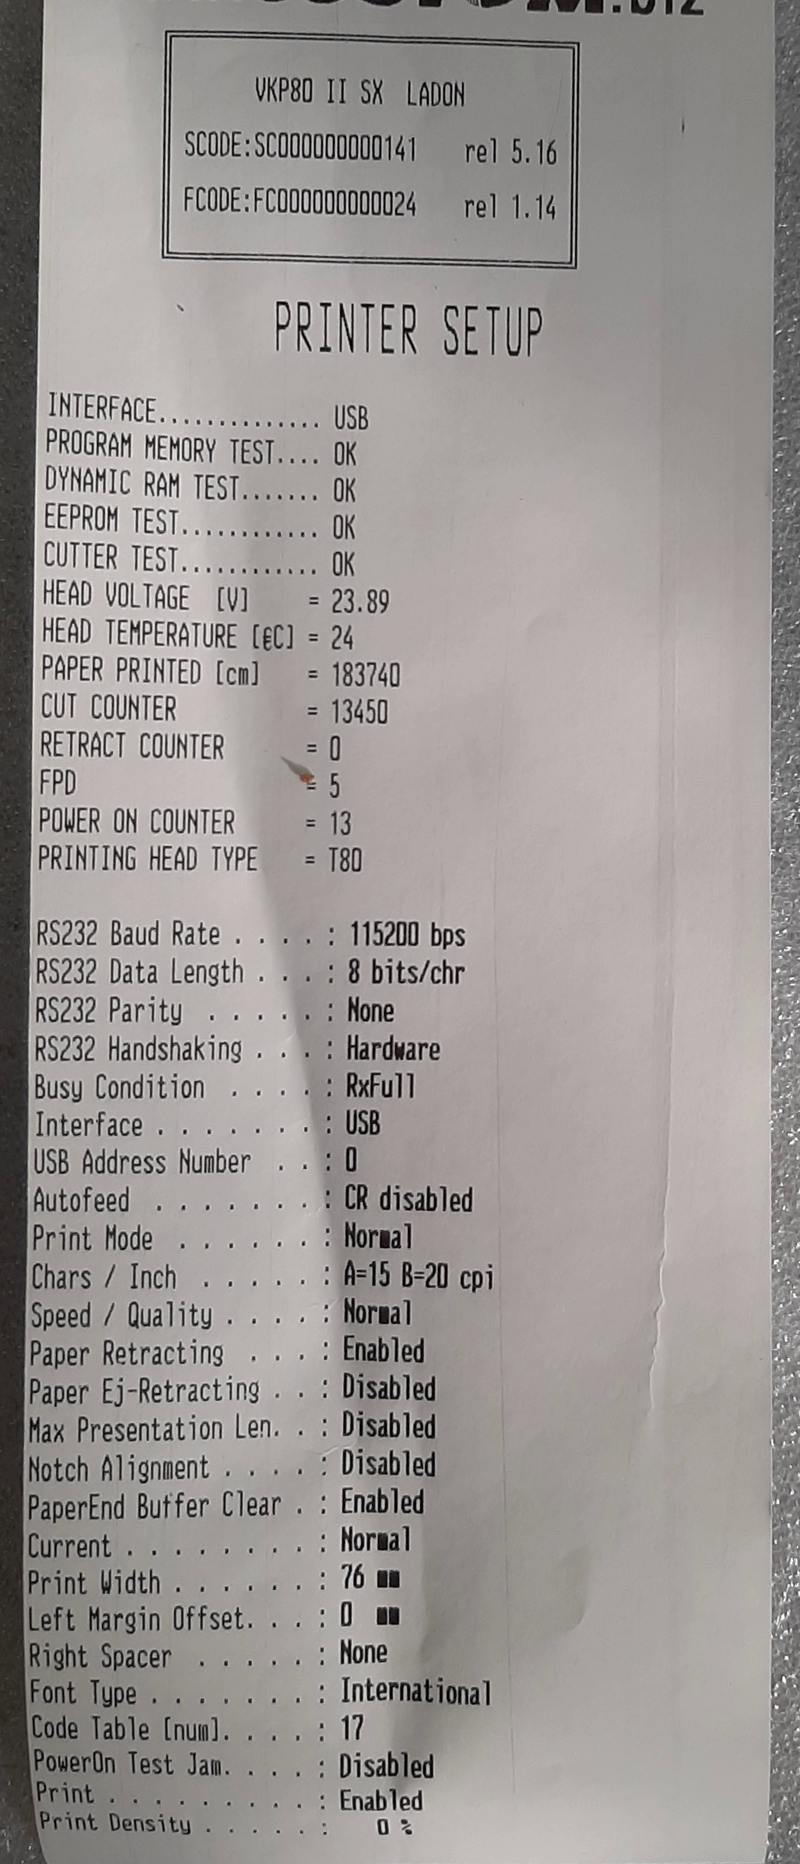 VKP80 II SX LADON
SCODE:SC000000000141 rel 5.16
FCODE:FC000000000024 rel 1.14
PRINTER SETUP
INTERFACE.............. USB
PROGRAM MEMORY TEST.... OK
DYNAMIC RAM TEST....... OK
EEPROM TEST............ OK
CUTTER TEST............ OK
HEAD VOLTAGE [V] = 23.89
HEAD TEMPERATURE [ęC] = 24
PAPER PRINTED [cm] = 183740
CUT COUNTER = 13450
RETRACT COUNTER = 0
FPD = 5
POWER ON COUNTER = 13
PRINTING HEAD TYPE = T80
RS232 Baud Rate . . . . : 115200 bps
RS232 Data Length . . . : 8 bits/chr
RS232 Parity . . . . . : None
RS232 Handshaking . . . : Hardware
Busy Condition . . . . : RxFull
Interface . . . . . . . : USB
USB Address Number . . : 0
Autofeed . . . . . . . : CR disabled
Print Mode . . . . . . : Normal
Chars / Inch . . . . . : A=15 B=20 cpi
Speed / Quality . . . . : Normal
Paper Retracting . . . : Enabled
Paper Ej-Retracting . . : Disabled
Max Presentation Len. . : Disabled
Notch Alignment . . . . : Disabled
PaperEnd Buffer Clear . : Enabled
Current . . . . . . . . : Normal
Print Width . . . . . . : 76 mm
Left Margin Offset. . . : 0 mm
Right Spacer . . . . . : None
Font Type . . . . . . . : International
Code Table [num]. . . . : 17
PowerOn Test Jam. . . . : Disabled
Print . . . . . . . . . : Enabled
Print Density . . . . . : 0 %